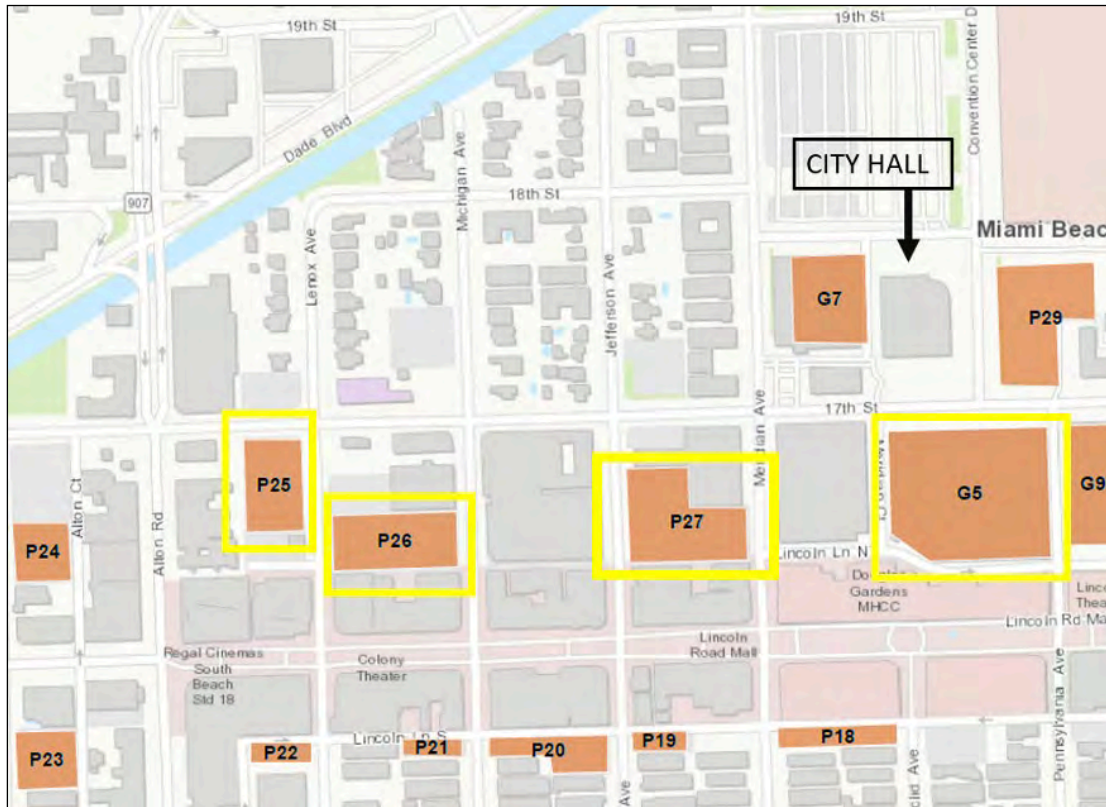 19th St
19th St
Convention Center D
Dade Blvd
Michigan Ave
CITY HALL
907
18th St
Miami Beac
Lenox Ave
Jefferson Ave
G7
P29
17th St
Meridian Ave
P25
P26
P27
G5
G9
Alton Ct
Alton Rd
P24
Lincoln Ln N
Gardens
MHCC
Linco
Thea
Lincoln Rd Ma
Regal Cinemas
South
Beach
Std 18
Colony
Theater
Lincoln
Road Mall
Pennsylvania Ave
P23
P22
Lincoln Ln S
P21
P20
P19
P18
Ave
lid Ave